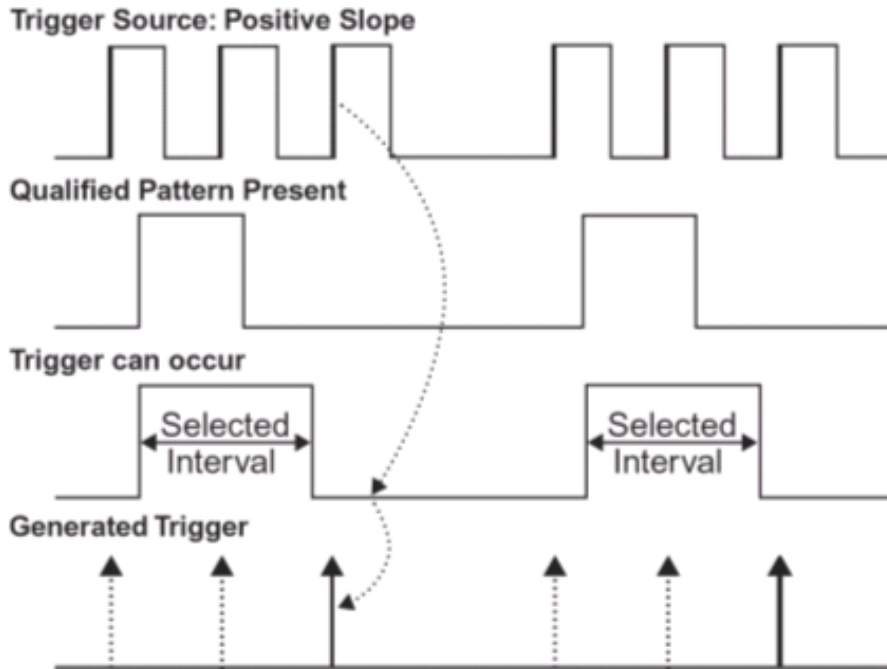 Trigger Source: Positive Slope
Qualified Pattern Present
Trigger can occur
Selected
Interval
Selected
Interval
Generated Trigger